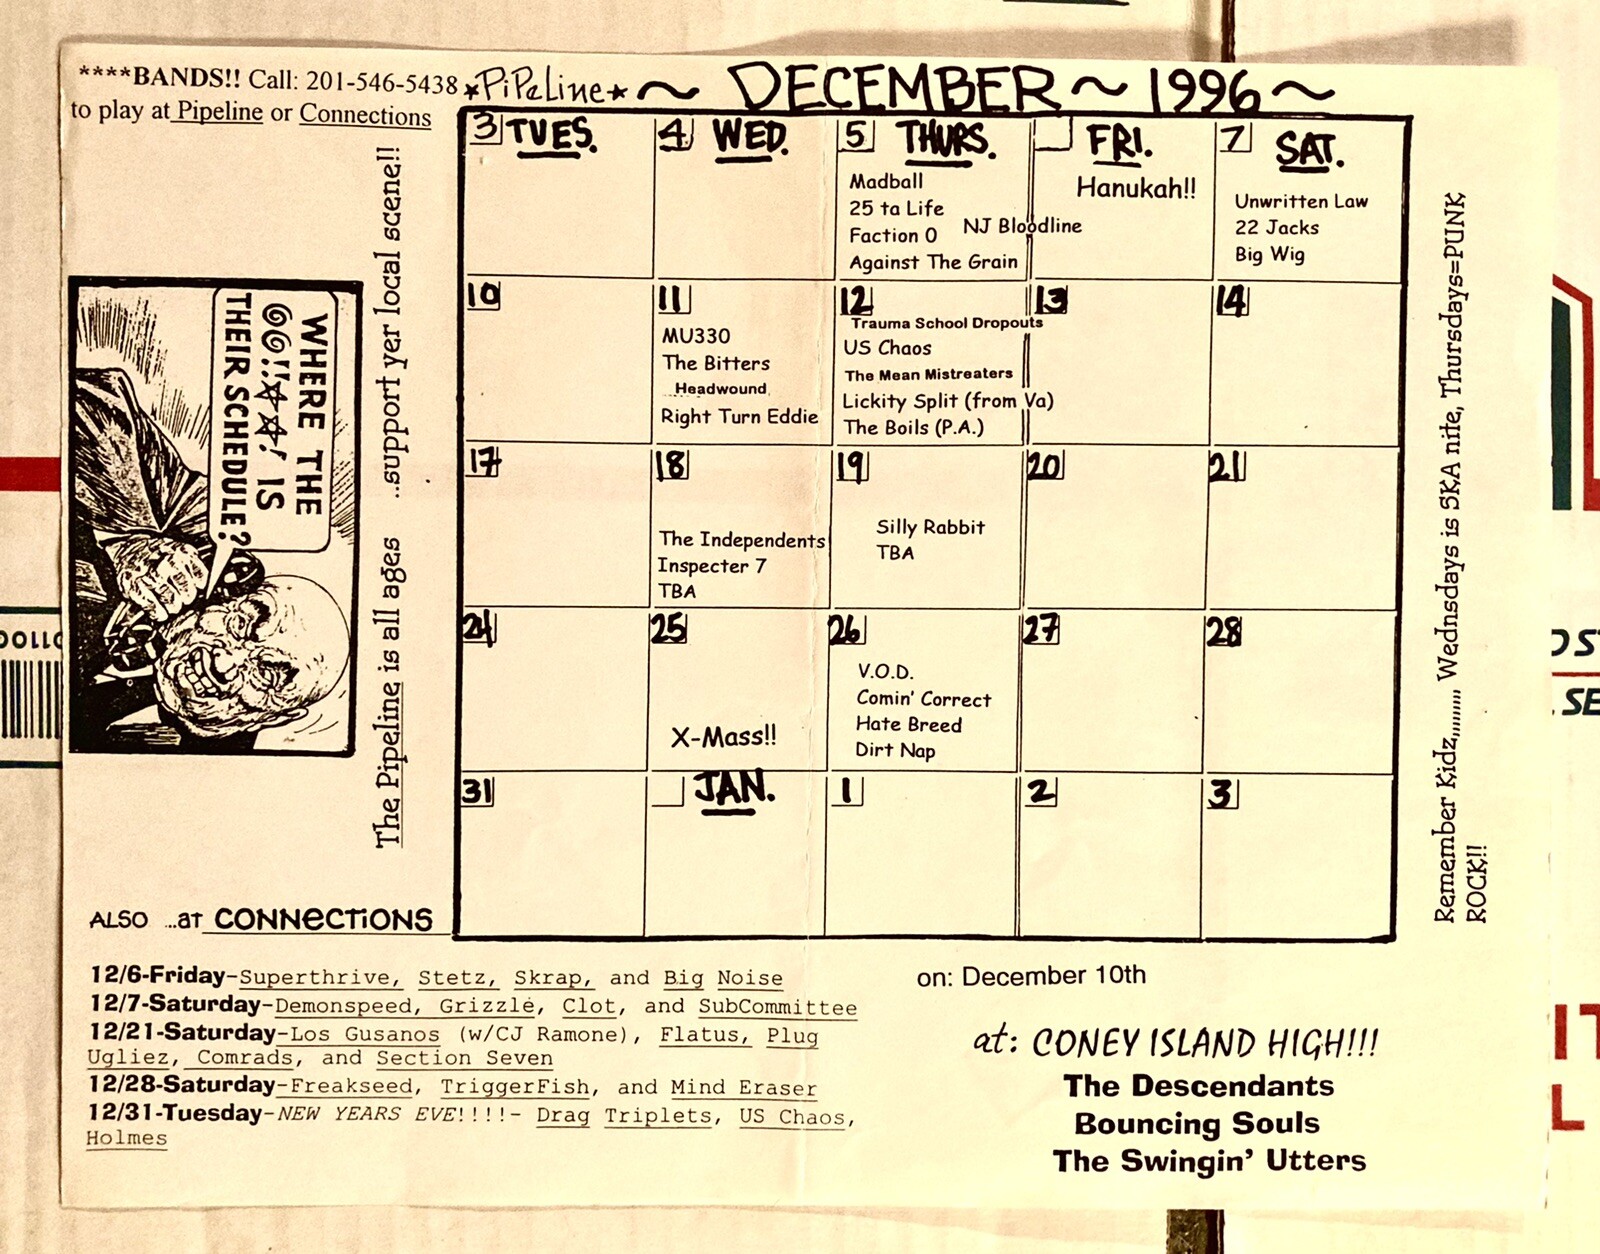 ****BANDS!! Call: 201-546-5438
to play at Pipeline or Connections
★PiPeLine★ ~ DECEMBER ~ 1996 ~
3 TUES.
4 WED.
5 THURS.
FRI.
7 SAT.
Madball
25 ta Life
Faction O
NJ Bloodline
Against The Grain
Hanukah!!
Unwritten Law
22 Jacks
Big Wig
10
11
MU330
The Bitters
Headwound
Right Turn Eddie
12
Trauma School Dropouts
US Chaos
The Mean Mistreaters
Lickity Split (from Va)
The Boils (P.A.)
13
14
17
18
The Independents
Inspecter 7
TBA
19
Silly Rabbit
TBA
20
21
24
25
X-Mass!!
26
V.O.D.
Comin' Correct
Hate Breed
Dirt Nap
27
28
31
JAN.
1
2
3
WHERE THE
@@!!☆☆! IS
THEIR SCHEDULE?
The Pipeline is all ages ..support yer local scene!!
Remember Kidz,,,,,,,,, Wednsdays is SKA nite, Thursdays=PUNK
ROCK!!
ALSO ...at CONNeCTiONS
12/6-Friday-Superthrive, Stetz, Skrap, and Big Noise
12/7-Saturday-Demonspeed, Grizzle, Clot, and SubCommittee
12/21-Saturday-Los Gusanos (w/CJ Ramone), Flatus, Plug
Ugliez, Comrads, and Section Seven
12/28-Saturday-Freakseed, TriggerFish, and Mind Eraser
12/31-Tuesday-NEW YEARS EVE!!!!- Drag Triplets, US Chaos,
Holmes
on: December 10th
at: CONEY ISLAND HIGH!!!
The Descendants
Bouncing Souls
The Swingin' Utters